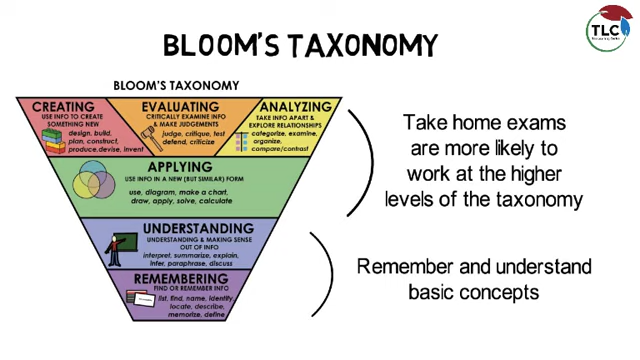 BLOOM'S TAXONOMY
TLC
BLOOM'S TAXONOMY
CREATING
USE INFO TO CREATE
SOMETHING NEW
design, build,
plan, construct,
produce,devise, invent
EVALUATING
CRITICALLY EXAMINE INFO
& MAKE JUDGEMENTS
judge, critique, test
defend, criticize
ANALYZING
TAKE INFO APART &
EXPLORE RELATIONSHIPS
categorize, examine,
organize,
compare/contrast
APPLYING
USE INFO IN A NEW (BUT SIMILAR) FORM
use, diagram, make a chart,
draw, apply, solve, calculate
UNDERSTANDING
UNDERSTANDING & MAKING SENSE
OUT OF INFO
interpret, summarize, explain,
infer, paraphrase, discuss
REMEMBERING
FIND OR REMEMBER INFO
list, find, name, identify,
locate, describe,
memorize, define
Take home exams
are more likely to
work at the higher
levels of the taxonomy
Remember and understand
basic concepts